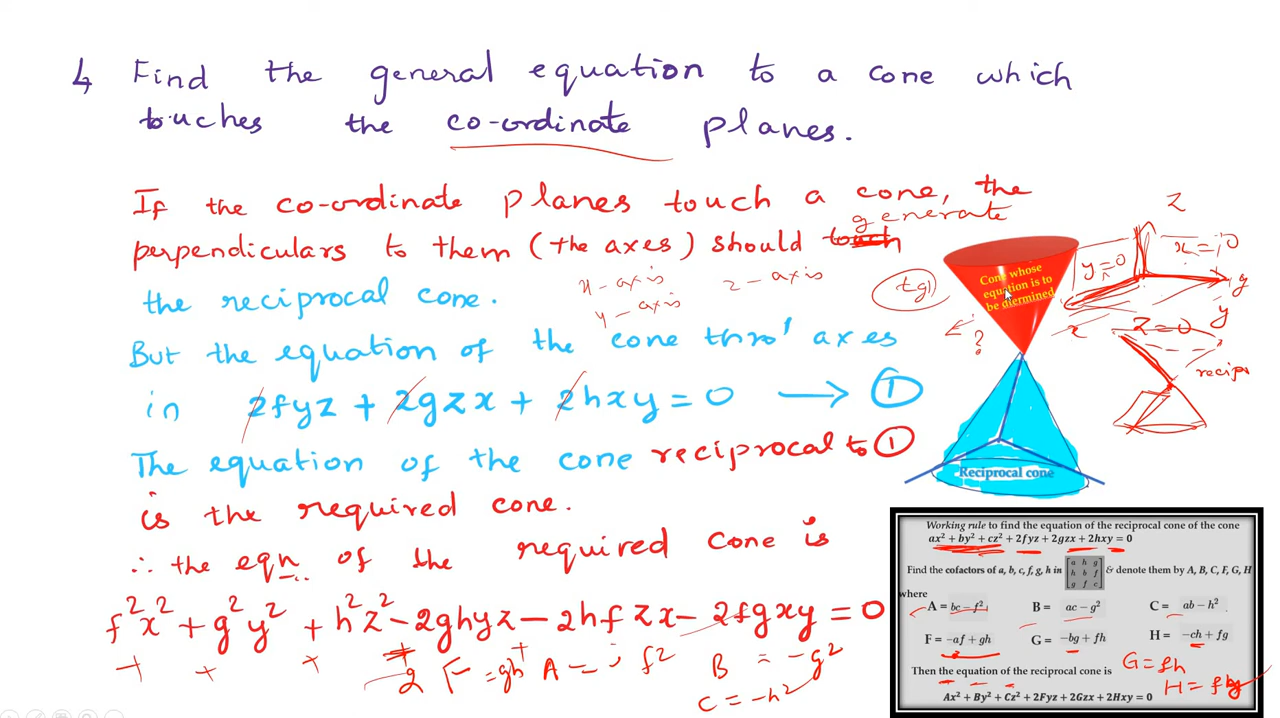 4 Find the general equation to a cone which
touches the co-ordinate planes.
If the co-ordinate planes touch a cone, the
generate
perpendiculars to them (the axes) should touch
x-axis z-axis
the reciprocal cone.
y-axis
But the equation of the cone thro' axes
in 2fyz + 2gzx + 2hxy = 0 → ①
The equation of the cone reciprocal to ①
is the required cone.
∴ the eqn of the required cone is
f²x² + g²y² + h²z² - 2ghyz - 2hfzx - 2fgxy = 0
+ + +
2 F = gh A = - f² B = -g²
C = -h²
Z
x=0
y=0
y
y
x
z=0
?
Cone whose
equation is to
be diermined
Reciprocal cone
Working rule to find the equation of the reciprocal cone of the cone
ax² + by² + cz² + 2fyz + 2gzx + 2hxy = 0
Find the cofactors of a, b, c, f, g, h in [a h g
h b f
g f c] & denote them by A, B, C, F, G, H
where
A = bc - f² B = ac - g² C = ab - h²
F = -af + gh G = -bg + fh H = -ch + fg
Then the equation of the reciprocal cone is G = fh
H = fg
Ax² + By² + Cz² + 2Fyz + 2Gzx + 2Hxy = 0